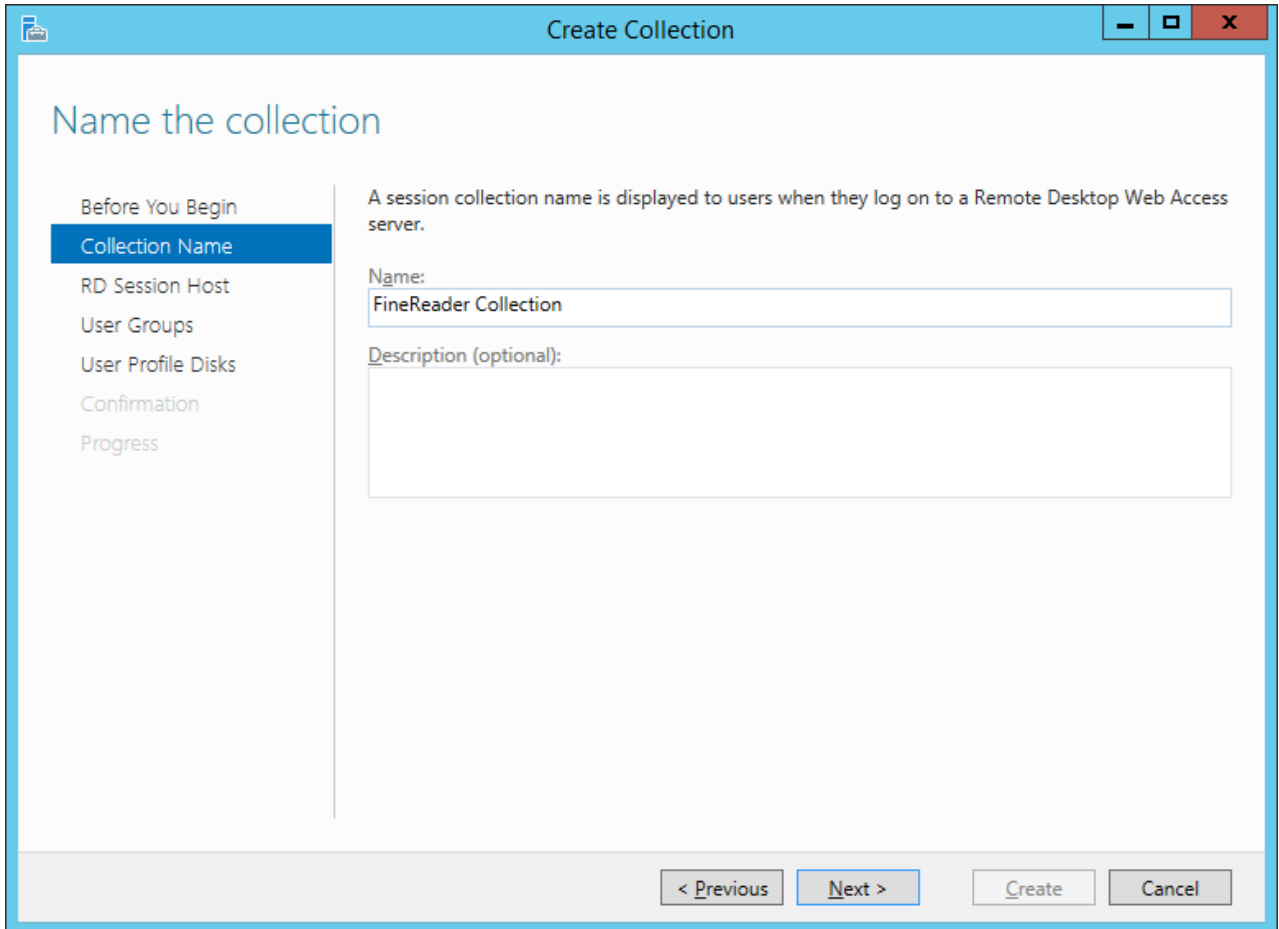 Create Collection
Name the collection
Before You Begin
Collection Name
RD Session Host
User Groups
User Profile Disks
Confirmation
Progress
A session collection name is displayed to users when they log on to a Remote Desktop Web Access
server.
Name:
FineReader Collection
Description (optional):
< Previous
Next >
Create
Cancel